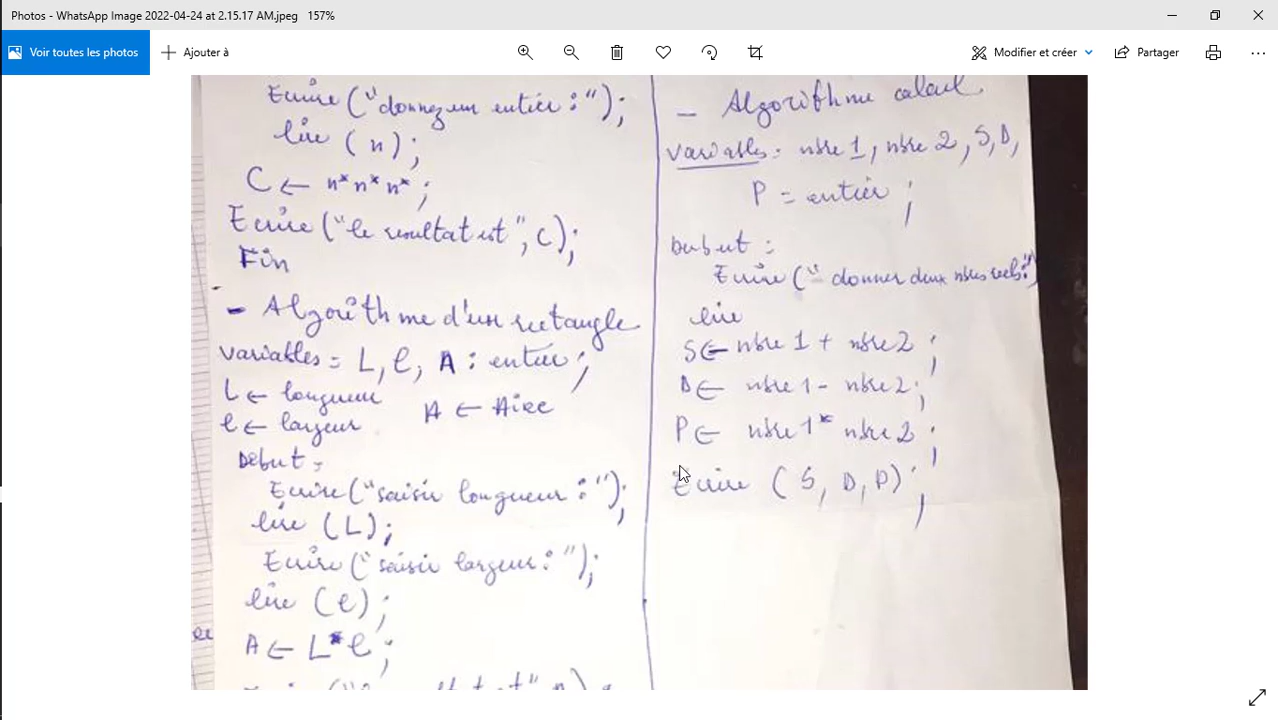 Photos - WhatsApp Image 2022-04-24 at 2.15.17 AM.jpeg 157%
Voir toutes les photos
Ajouter à
Modifier et créer
Partager
Ecrire ("donnez un entier :");
lire (n);
C ← n* n* n* ;
Ecrire ("le resultat est", C);
Fin
- Algorithme d'un rectangle
variables = L, l, A : entier ;
L ← longueur
l ← largeur A ← Aire
Debut =
Ecrire ("saisir longueur :");
lire (L);
Ecrire ("saisir largeur : ");
lire (l);
A ← L * l ;
- Algorithme calcul
variables = nbre 1, nbre 2, S, D,
P = entier ;
Debut =
Ecrire (" donner deux nbres reels:")
lire
S ← nbre 1 + nbre 2 ;
D ← nbre 1 - nbre 2 ;
P ← nbre 1 * nbre 2 ;
Ecrire ( S, D, P) ;